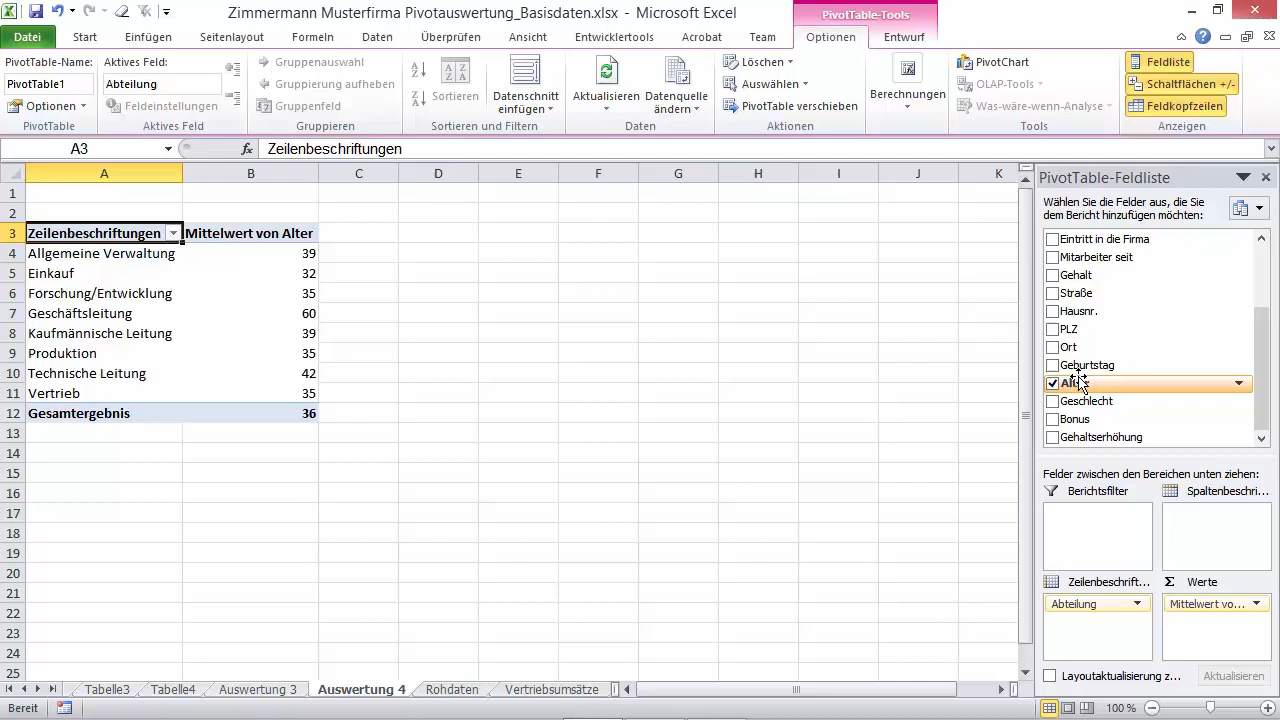 Zimmermann Musterfirma Pivotauswertung_Basisdaten.xlsx - Microsoft Excel
PivotTable-Tools
Datei Start Einfügen Seitenlayout Formeln Daten Überprüfen Ansicht Entwicklertools Acrobat Team Optionen Entwurf
PivotTable-Name:
PivotTable1
Optionen
PivotTable
Aktives Feld:
Abteilung
Feldeinstellungen
Aktives Feld
Gruppenauswahl
Gruppierung aufheben
Gruppenfeld
Gruppieren
Sortieren
Datenschnitt
einfügen
Sortieren und Filtern
Aktualisieren
Datenquelle
ändern
Daten
Löschen
Auswählen
PivotTable verschieben
Aktionen
Berechnungen
PivotChart
OLAP-Tools
Was-wäre-wenn-Analyse
Tools
Feldliste
Schaltflächen +/-
Feldkopfzeilen
Anzeigen
A3 fx Zeilenbeschriftungen
A B C D E F G H I J K
1
2
3 Zeilenbeschriftungen Mittelwert von Alter
4 Allgemeine Verwaltung 39
5 Einkauf 32
6 Forschung/Entwicklung 35
7 Geschäftsleitung 60
8 Kaufmännische Leitung 39
9 Produktion 35
10 Technische Leitung 42
11 Vertrieb 35
12 Gesamtergebnis 36
13
14
15
16
17
18
19
20
21
22
23
24
25
PivotTable-Feldliste
Wählen Sie die Felder aus, die Sie
dem Bericht hinzufügen möchten:
Eintritt in die Firma
Mitarbeiter seit
Gehalt
Straße
Hausnr.
PLZ
Ort
Geburtstag
Geschlecht
Bonus
Gehaltserhöhung
Felder zwischen den Bereichen unten ziehen:
Berichtsfilter
Spaltenbeschri...
Zeilenbeschrift...
Σ Werte
Abteilung
Mittelwert vo...
Layoutaktualisierung z...
Aktualisieren
Tabelle3 Tabelle4 Auswertung 3 Auswertung 4 Rohdaten Vertriebsumsätze
Bereit
100 %